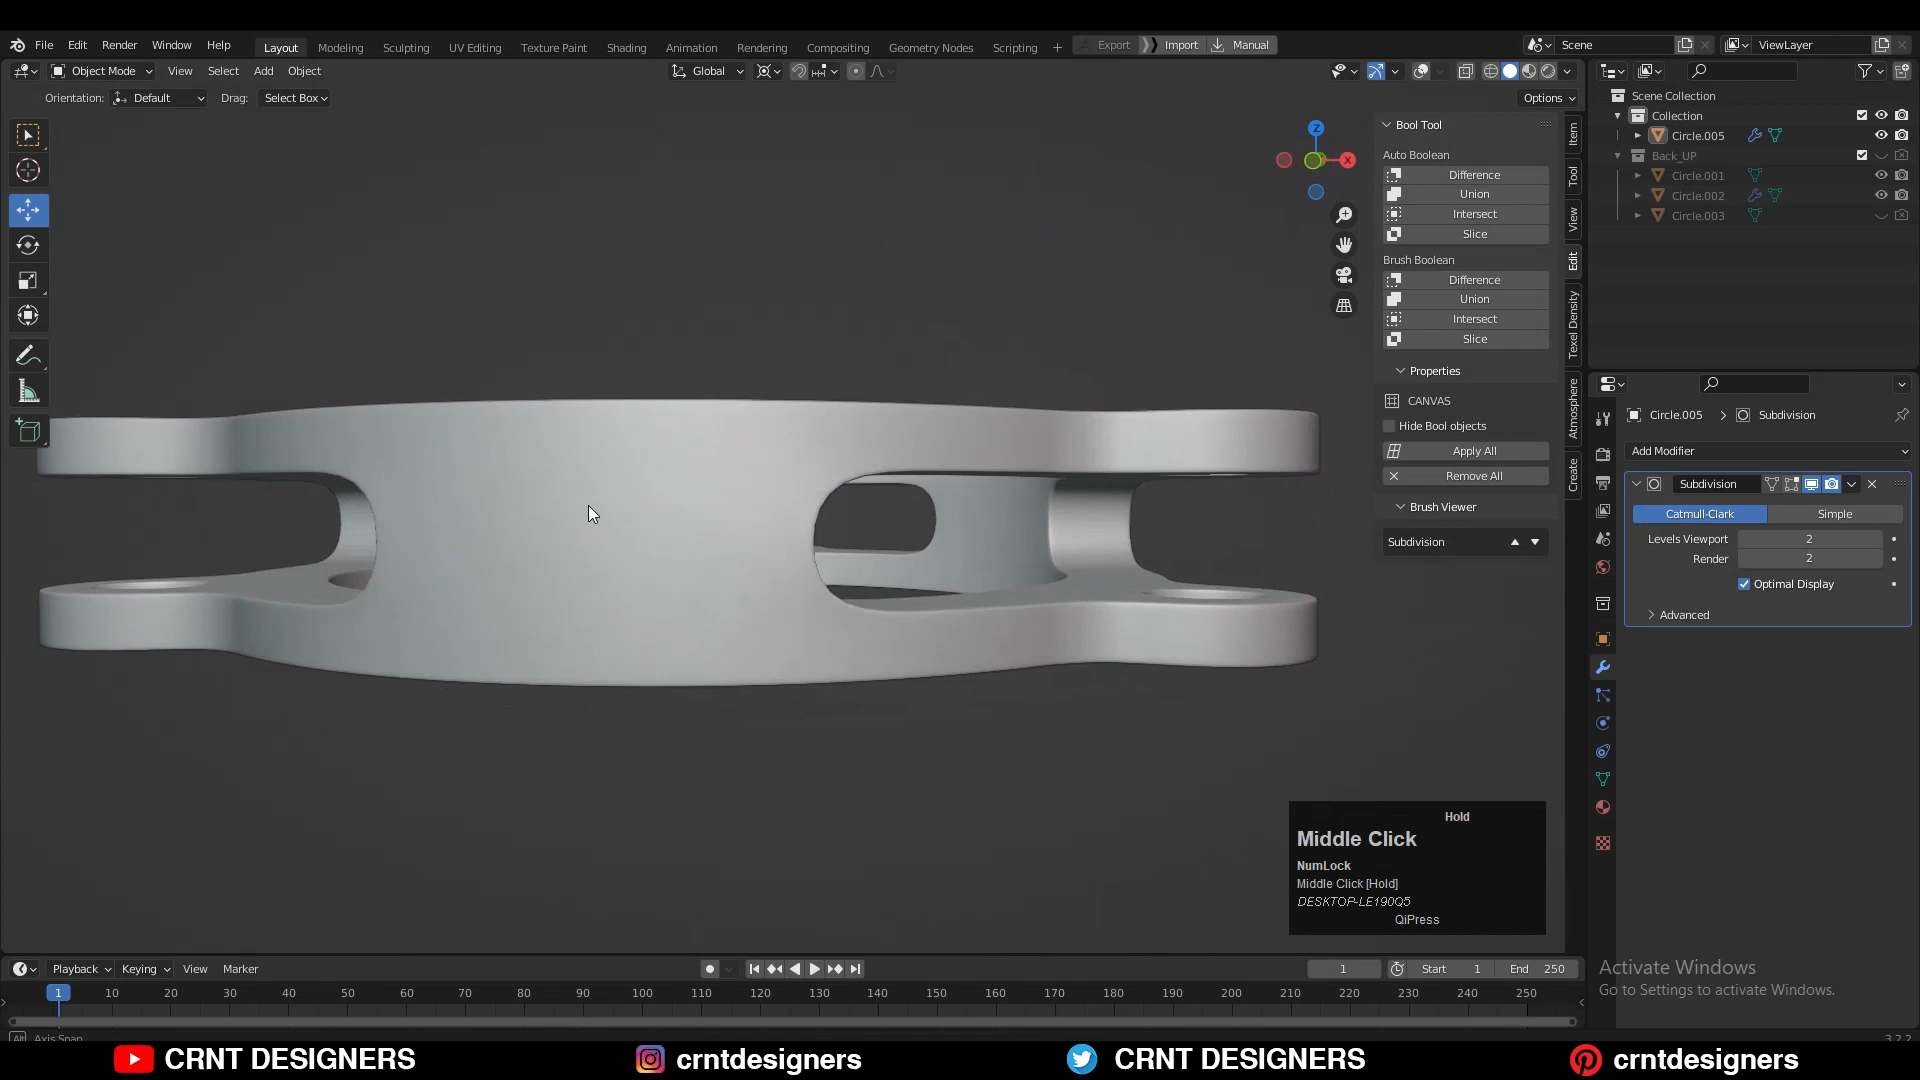 File Edit Render Window Help Layout Modeling Sculpting UV Editing Texture Paint Shading Animation Rendering Compositing Geometry Nodes Scripting + Export Import Manual Scene ViewLayer
Object Mode View Select Add Object Global
Orientation: Default Drag: Select Box Options
Scene Collection
Collection
Circle.005
Back_UP
Circle.001
Circle.002
Circle.003
Z
X
Bool Tool
Auto Boolean
Difference
Union
Intersect
Slice
Brush Boolean
Difference
Union
Intersect
Slice
Properties
CANVAS
Hide Bool objects
Apply All
Remove All
Brush Viewer
Subdivision
Item
Tool
View
Edit
Texel Density
Atmosphere
Create
Circle.005 Subdivision
Add Modifier
Subdivision
Catmull-Clark Simple
Levels Viewport 2
Render 2
Optimal Display
Advanced
Hold
Middle Click
NumLock
Middle Click [Hold]
DESKTOP-LE190Q5
QiPress
Activate Windows
Go to Settings to activate Windows.
Playback Keying View Marker 1 Start 1 End 250
1 10 20 30 40 50 60 70 80 90 100 110 120 130 140 150 160 170 180 190 200 210 220 230 240 250
Alt Axis Snap 3.2.2
CRNT DESIGNERS crntdesigners CRNT DESIGNERS crntdesigners